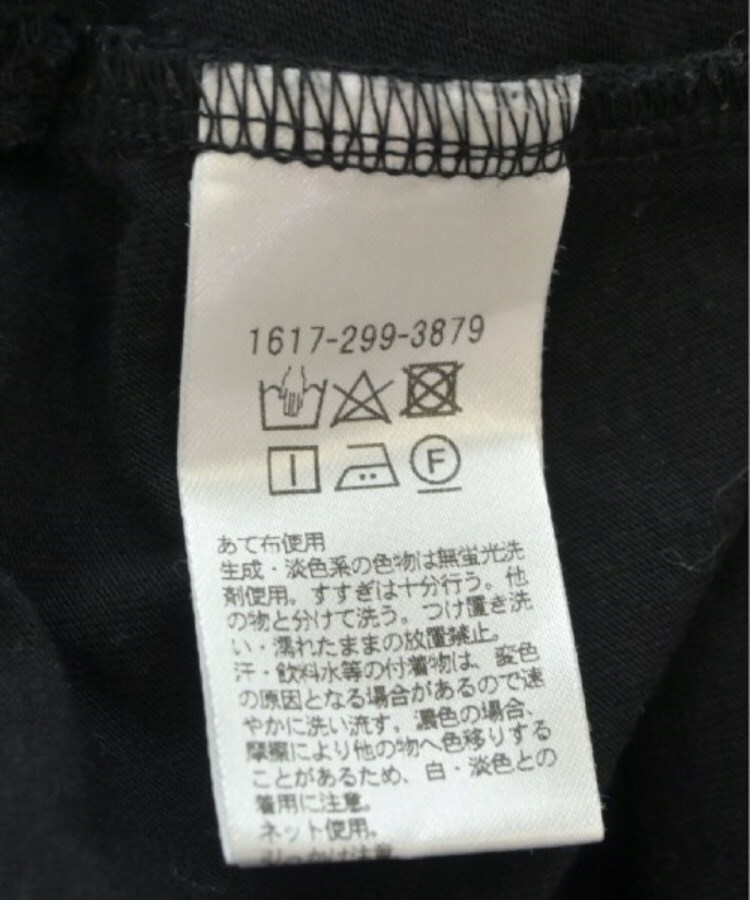 1617-299-3879
I
F
あて布使用
生成・淡色系の色物は無蛍光洗
剤使用。すすぎは十分行う。他
の物と分けて洗う。つけ置き洗
い・濡れたままの放置禁止。
汗・飲料水等の付着物は、変色
の原因となる場合があるので速
やかに洗い流す。濃色の場合、
摩擦により他の物へ色移りする
ことがあるため、白・淡色との
着用に注意。
ネット使用。
引っかけ注意